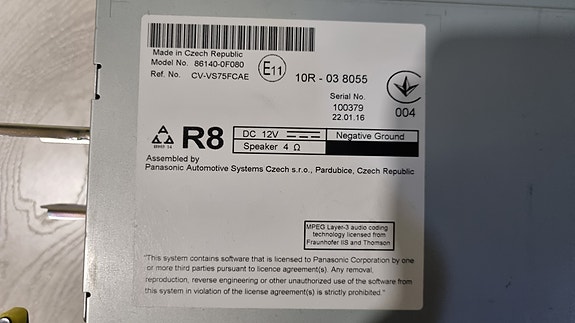 Made in Czech Republic
Model No. 86140-0F080
Ref. No. CV-VS75FCAE
E11
10R - 03 8055
Serial No.
100379
22.01.16
004
R8
DC 12V
Negative Ground
Speaker 4 Ω
Assembled by
Panasonic Automotive Systems Czech s.r.o., Pardubice, Czech Republic
MPEG Layer-3 audio coding
technology licensed from
Fraunhofer IIS and Thomson
"This system contains software that is licensed to Panasonic Corporation by one
or more third parties pursuant to licence agreement(s). Any removal,
reproduction, reverse engineering or other unauthorized use of the software from
this system in violation of the license agreement(s) is strictly prohibited."